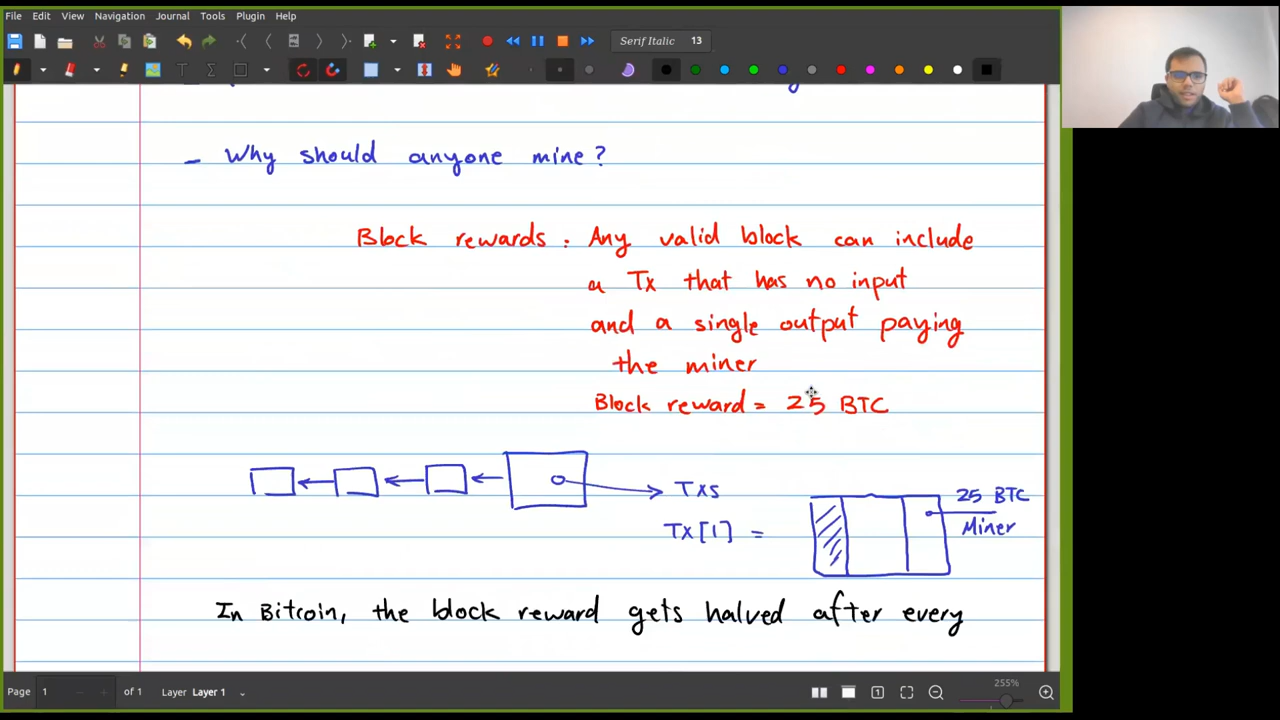 File Edit View Navigation Journal Tools Plugin Help
Serif Italic 13
- Why should anyone mine?
Block rewards : Any valid block can include
a Tx that has no input
and a single output paying
the miner
Block reward = 25 BTC
TXS
25 BTC
TX[1] =
Miner
In Bitcoin, the block reward gets halved after every
Page 1 of 1 Layer Layer 1 255%